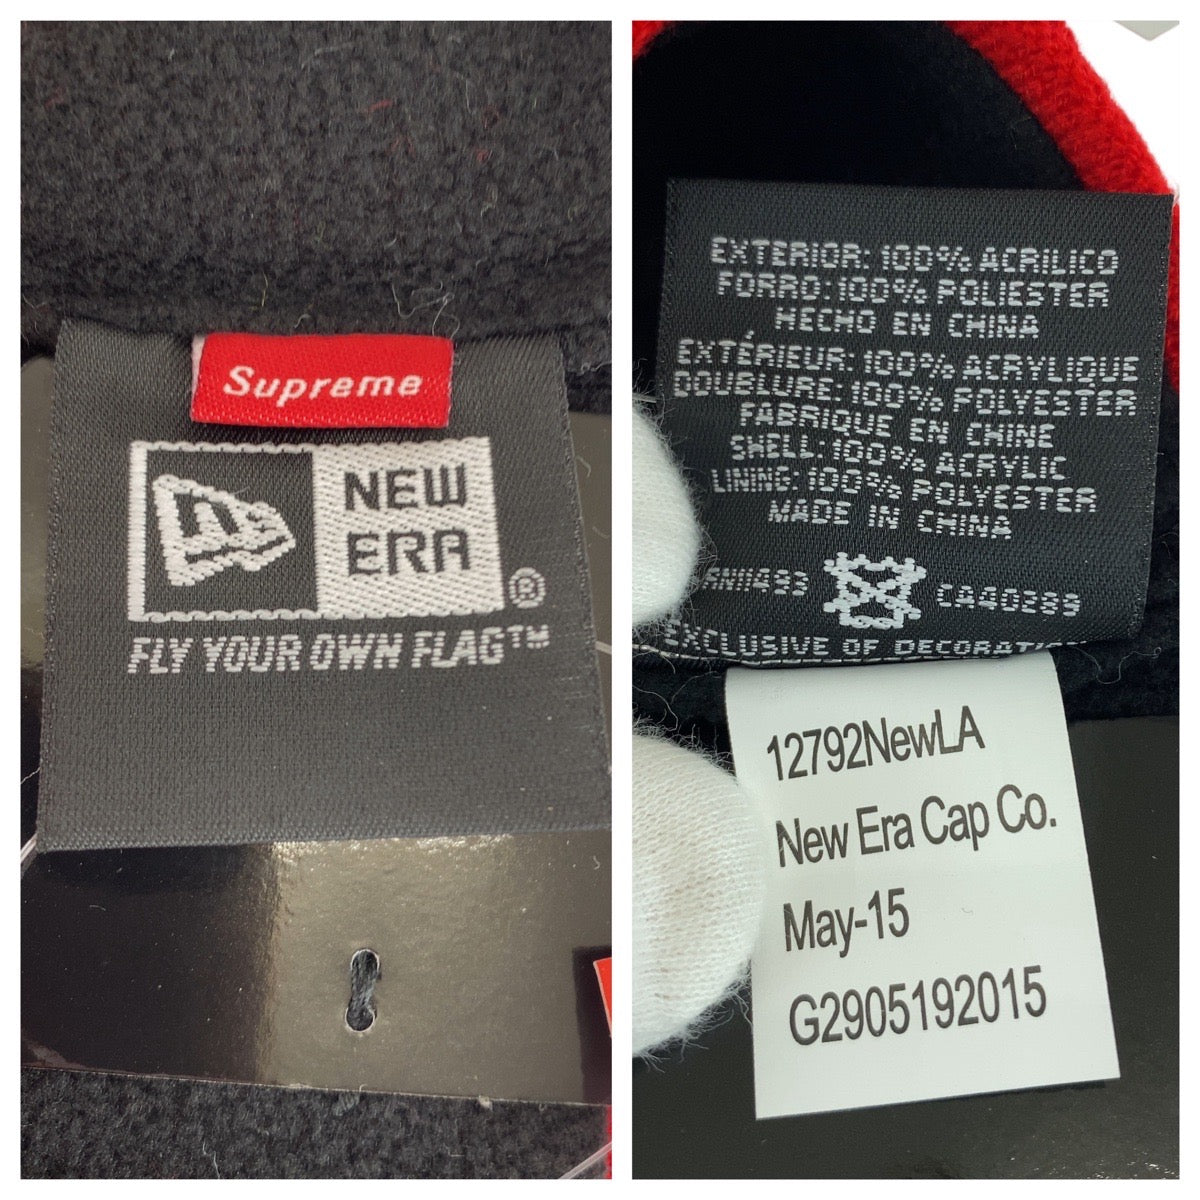 Supreme
NEW
ERA
®
FLY YOUR OWN FLAG™
EXTERIOR: 100% ACRILICO
FORRO: 100% POLIESTER
HECHO EN CHINA
EXTÉRIEUR: 100% ACRYLIQUE
DOUBLURE: 100% POLYESTER
FABRIQUE EN CHINE
SHELL: 100% ACRYLIC
LINING: 100% POLYESTER
MADE IN CHINA
CA40289
EXCLUSIVE OF
12792NewLA
New Era Cap Co.
May-15
G2905192015